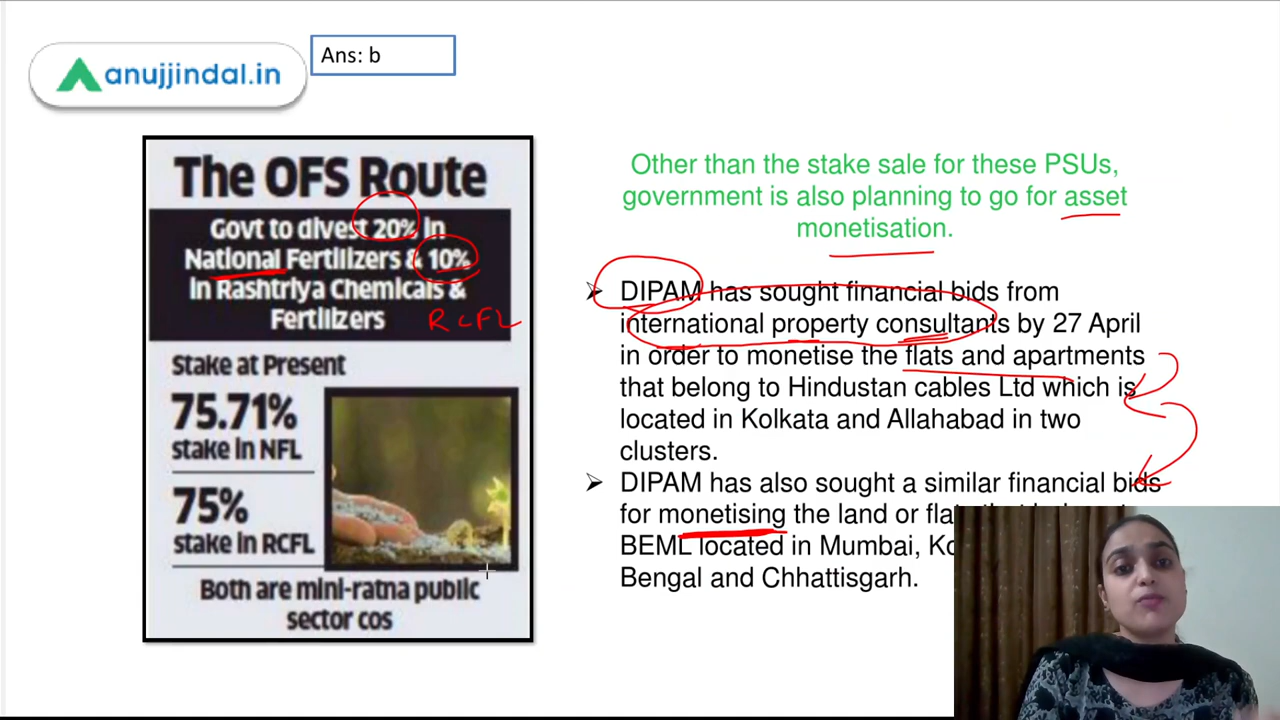 anujjindal.in
Ans: b
The OFS Route
Govt to divest 20% in
National Fertilizers & 10%
in Rashtriya Chemicals &
Fertilizers
RCFL
Stake at Present
75.71%
stake in NFL
75%
stake in RCFL
Both are mini-ratna public
sector cos
Other than the stake sale for these PSUs,
government is also planning to go for asset
monetisation.
➢ DIPAM has sought financial bids from
international property consultants by 27 April
in order to monetise the flats and apartments
that belong to Hindustan cables Ltd which is
located in Kolkata and Allahabad in two
clusters.
➢ DIPAM has also sought a similar financial bids
for monetising the land or
BEML located in Mumbai,
Bengal and Chhattisgarh.